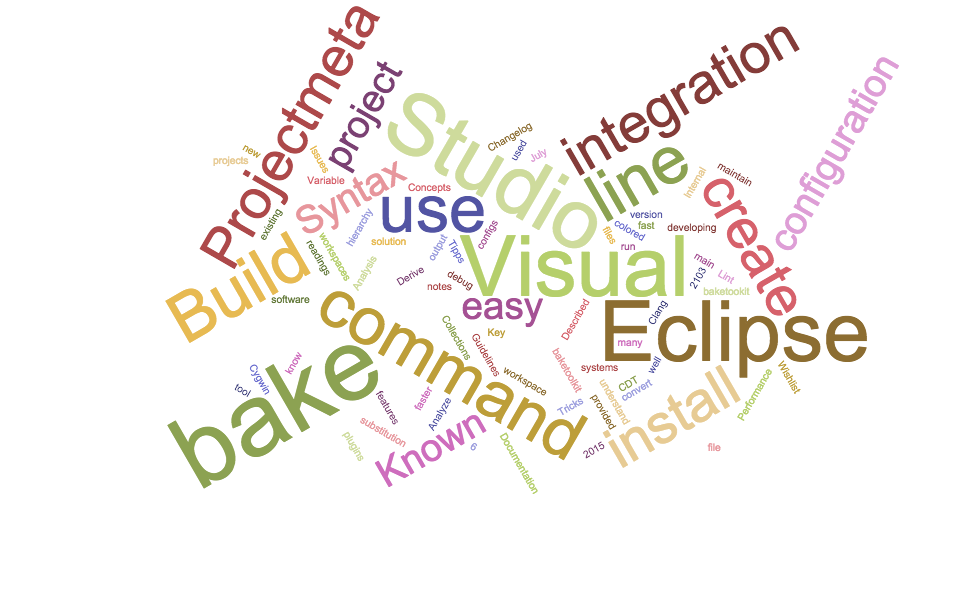 Projectmeta
project
Studio
integration
configuration
Changelog
used
July
new
projects
Issues
Variable
Syntax
Concepts
use
line
Internal
maintain
create
existing
hierarchy
solution
output
Tipps
configs
files
colored
version
fast
run
developing
Build
readings
workspaces
Analysis
Derive
debug
notes
Visual
main
Lint
2103
baketookit
software
command
easy
Collections
Key
Described
Clang
many
Eclipse
bake
Cygwin
know
tool
features
faster
Analyze
Guidelines
workspace
baketoolkit
systems
well
CDT
convert
understand
provided
Tricks
install
Performance
Wishlist
substitution
plugins
Known
6
Documentation
2015
file